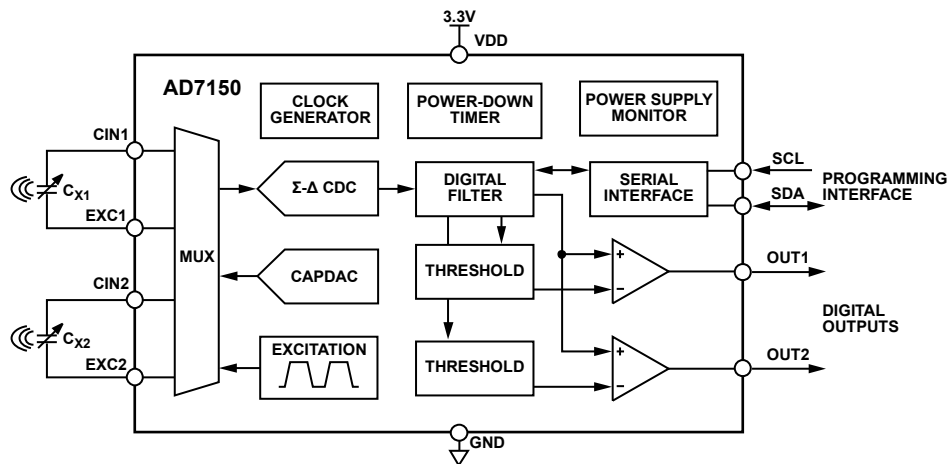 3.3V
VDD
AD7150
CLOCK
GENERATOR
POWER-DOWN
TIMER
POWER SUPPLY
MONITOR
CIN1
CX1
EXC1
MUX
Σ-Δ CDC
DIGITAL
FILTER
SERIAL
INTERFACE
SCL
SDA
PROGRAMMING
INTERFACE
CIN2
CX2
EXC2
CAPDAC
THRESHOLD
+
−
OUT1
DIGITAL
OUTPUTS
EXCITATION
THRESHOLD
+
−
OUT2
GND